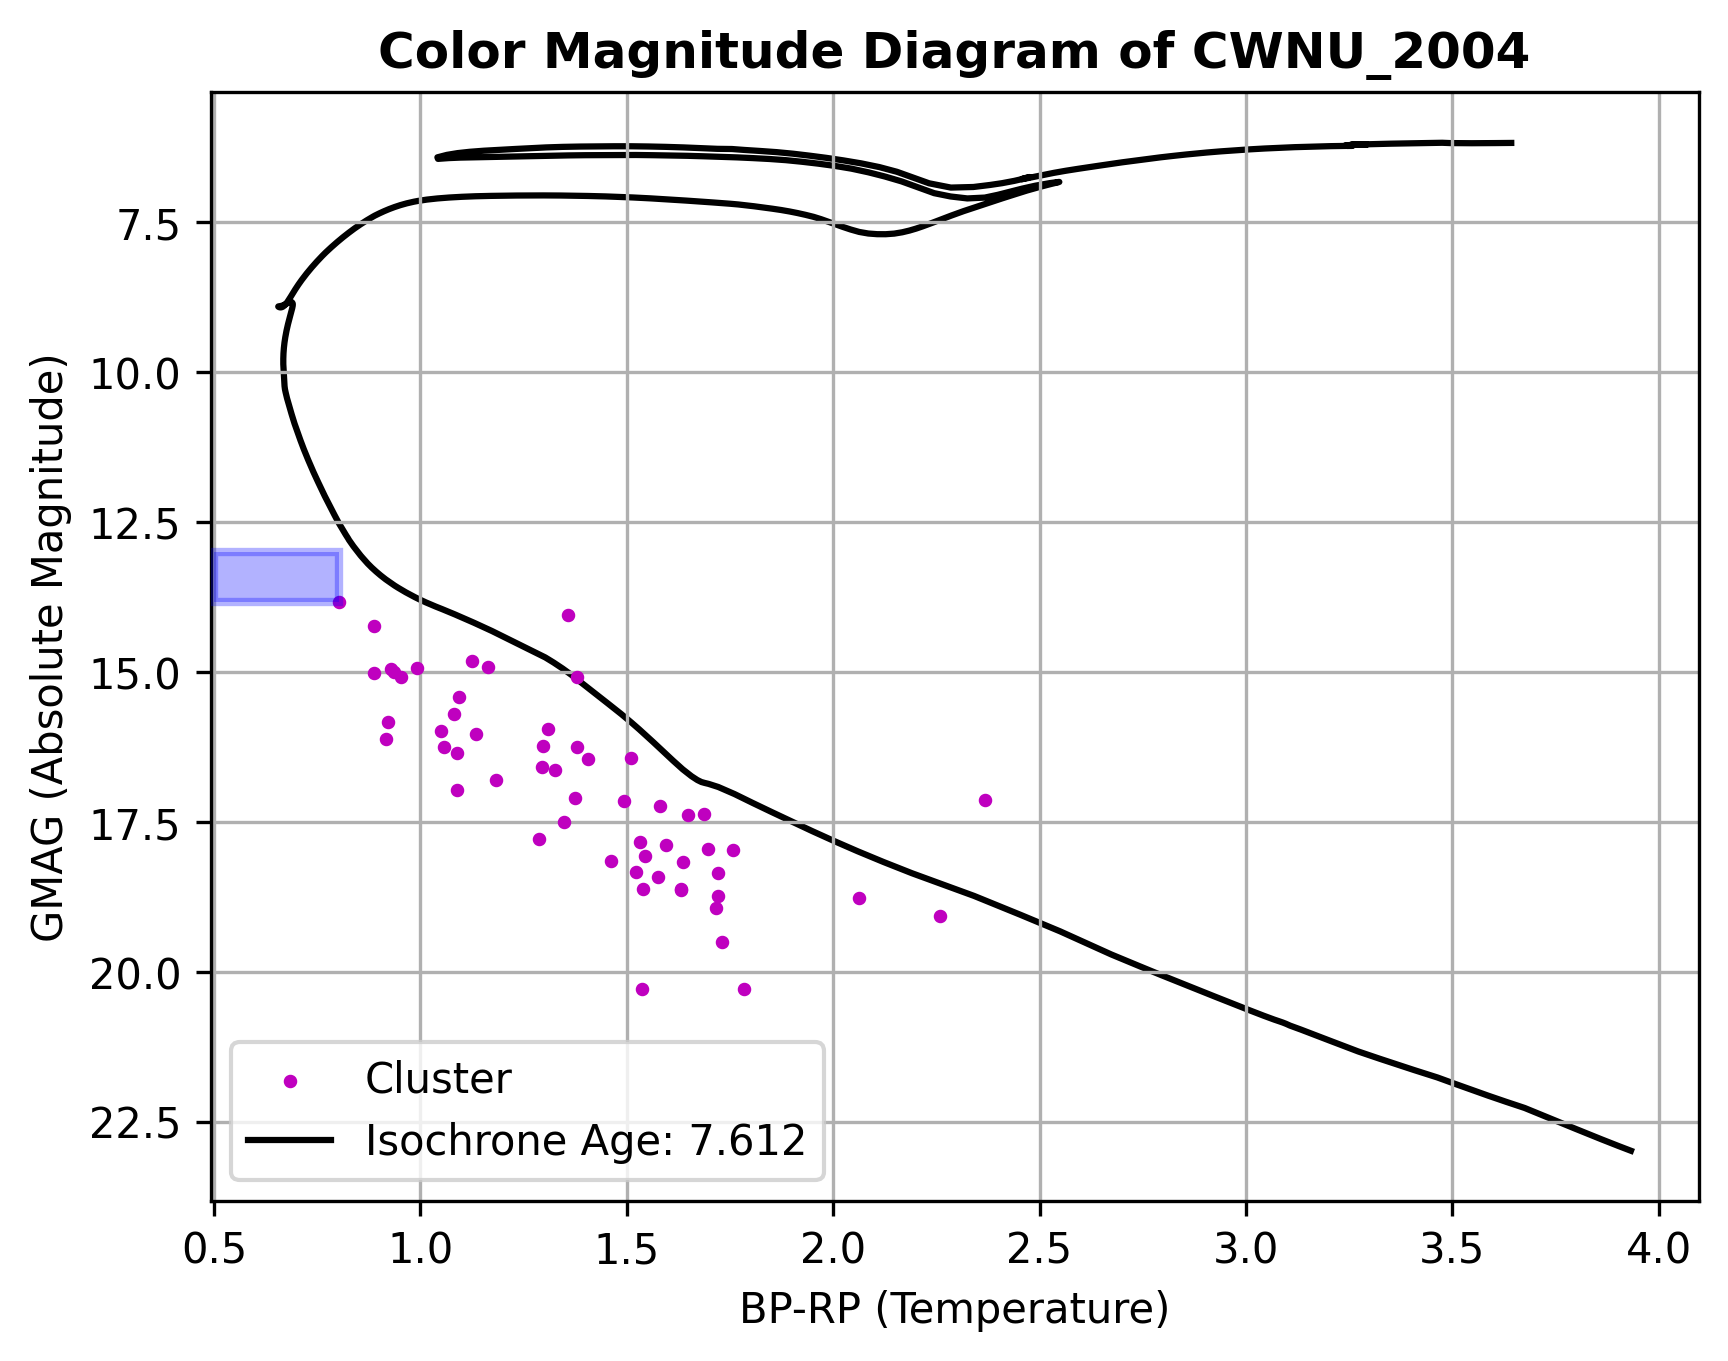 Color Magnitude Diagram of CWNU_2004
GMAG (Absolute Magnitude)
7.5
10.0
12.5
15.0
17.5
20.0
22.5
Cluster
Isochrone Age: 7.612
0.5 1.0 1.5 2.0 2.5 3.0 3.5 4.0
BP-RP (Temperature)